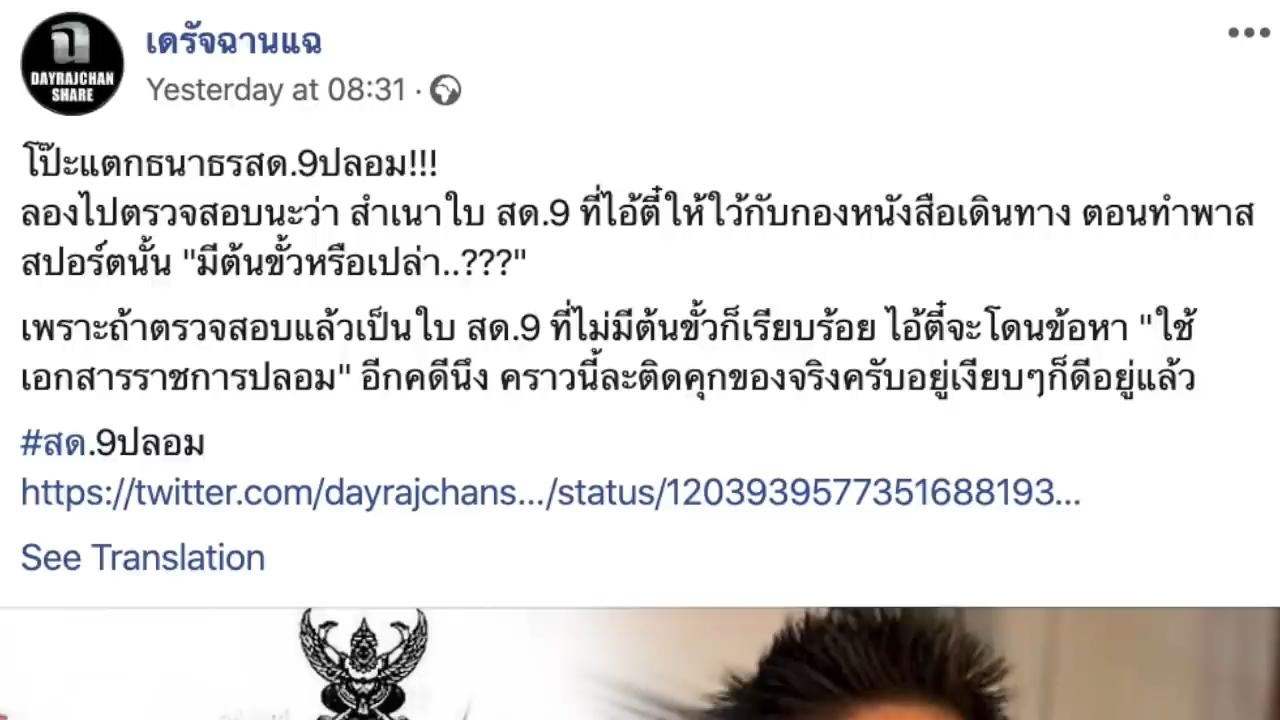 ฉ
DAYRAJCHAN
SHARE
เดรัจฉานแฉ
Yesterday at 08:31 ·
โป๊ะแตกธนาธรสด.9ปลอม!!!
ลองไปตรวจสอบนะว่า สำเนาใบ สด.9 ที่ไอ้ตี๋ให้ใว้กับกองหนังสือเดินทาง ตอนทำพาส
สปอร์ตนั้น "มีต้นขั้วหรือเปล่า..???"
เพราะถ้าตรวจสอบแล้วเป็นใบ สด.9 ที่ไม่มีต้นขั้วก็เรียบร้อย ไอ้ตี๋จะโดนข้อหา "ใช้
เอกสารราชการปลอม" อีกคดีนึง คราวนี้ละติดคุกของจริงครับอยู่เงียบๆก็ดีอยู่แล้ว
#สด.9ปลอม
https://twitter.com/dayrajchans.../status/1203939577351688193...
See Translation